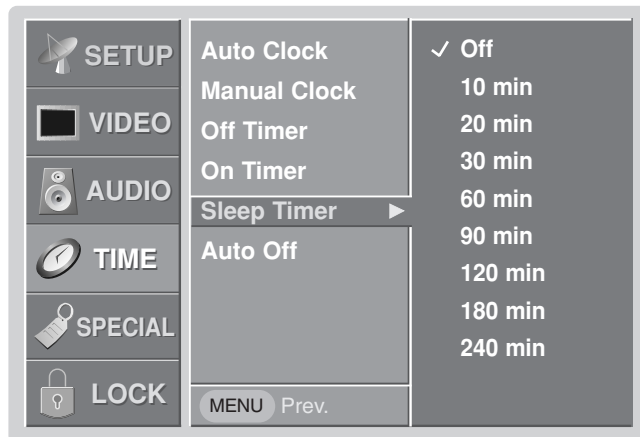 SETUP
VIDEO
AUDIO
TIME
SPECIAL
LOCK
Auto Clock
Manual Clock
Off Timer
On Timer
Sleep Timer ►
Auto Off
MENU Prev.
✓ Off
10 min
20 min
30 min
60 min
90 min
120 min
180 min
240 min